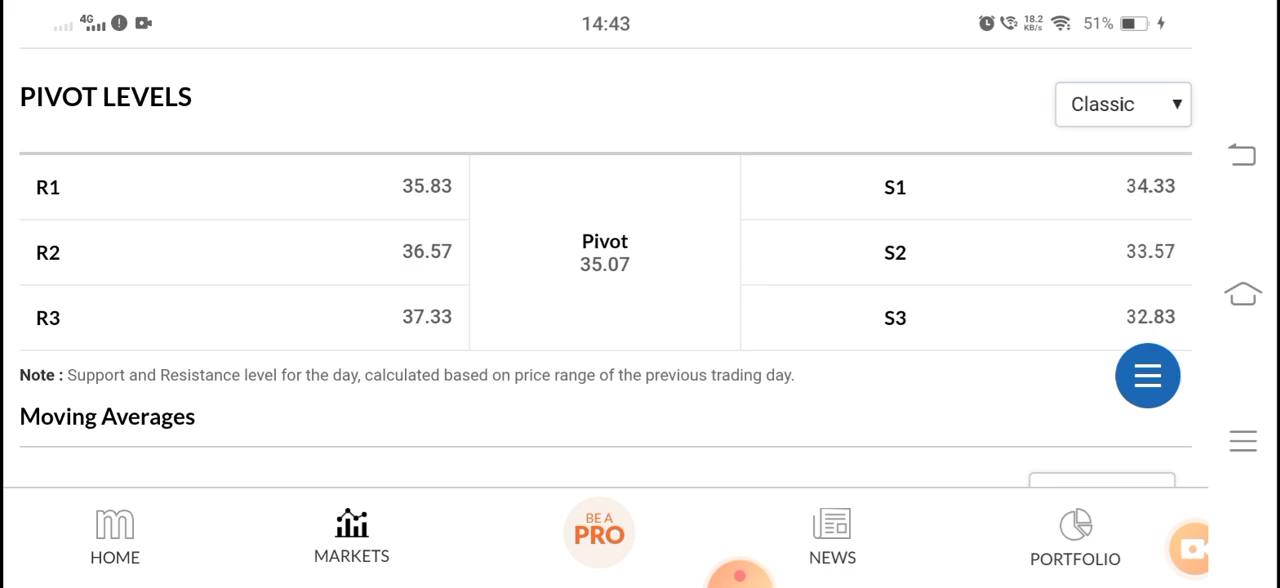 4G 14:43 18.2 KB/s 51%
PIVOT LEVELS
Classic
R1 35.83 S1 34.33
Pivot
R2 36.57 35.07 S2 33.57
R3 37.33 S3 32.83
Note : Support and Resistance level for the day, calculated based on price range of the previous trading day.
Moving Averages
m
HOME
MARKETS
BE A
PRO
NEWS
PORTFOLIO